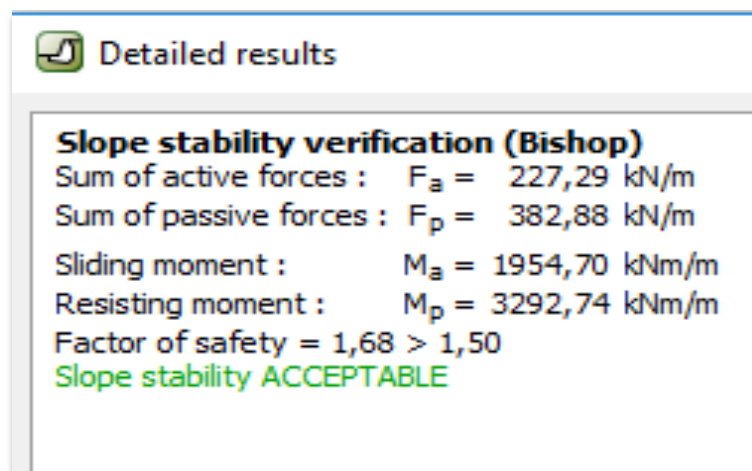 Detailed results
Slope stability verification (Bishop)
Sum of active forces : Fa = 227,29 kN/m
Sum of passive forces : Fp = 382,88 kN/m
Sliding moment : Ma = 1954,70 kNm/m
Resisting moment : Mp = 3292,74 kNm/m
Factor of safety = 1,68 > 1,50
Slope stability ACCEPTABLE